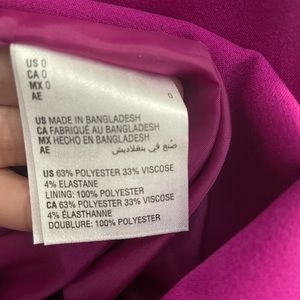 US 0
CA 0
MX 0
AE 0
US MADE IN BANGLADESH
CA FABRIQUÉ AU BANGLADESH
MX HECHO EN BANGLADESH
AE صنع في بنغلاديش
US 63% POLYESTER 33% VISCOSE
4% ELASTANE
LINING: 100% POLYESTER
CA 63% POLYESTER 33% VISCOSE
4% ÉLASTHANNE
DOUBLURE: 100% POLYESTER